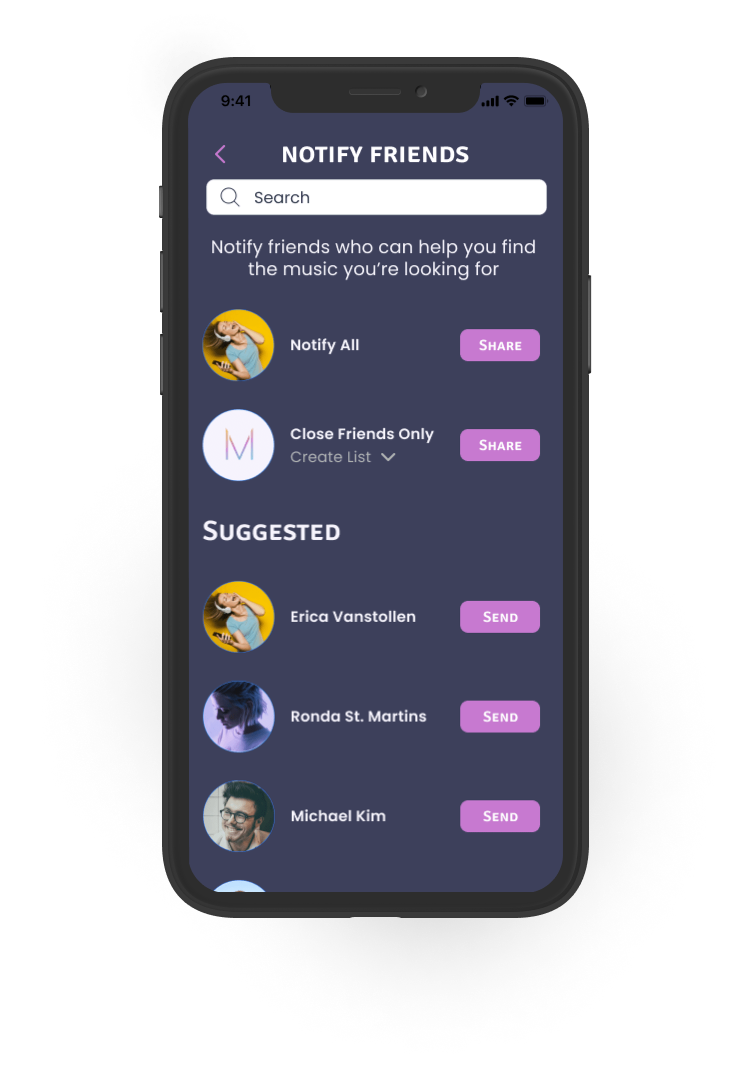 9:41
NOTIFY FRIENDS
Search
Notify friends who can help you find
the music you’re looking for
Notify All
SHARE
M
Close Friends Only
Create List
SHARE
SUGGESTED
Erica Vanstollen
SEND
Ronda St. Martins
SEND
Michael Kim
SEND